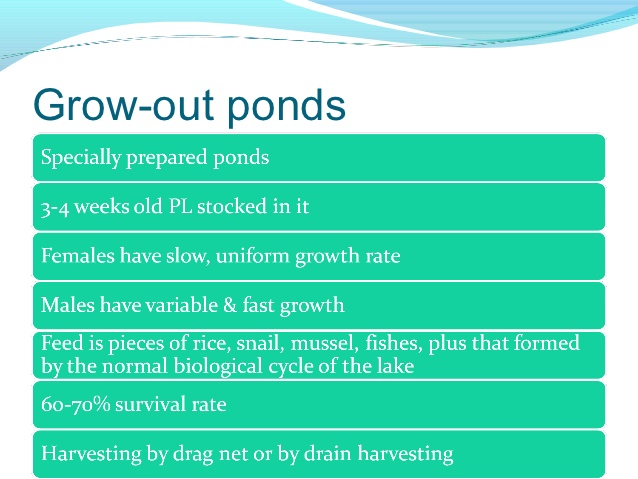 Grow-out ponds
Specially prepared ponds
3-4 weeks old PL stocked in it
Females have slow, uniform growth rate
Males have variable & fast growth
Feed is pieces of rice, snail, mussel, fishes, plus that formed
by the normal biological cycle of the lake
60-70% survival rate
Harvesting by drag net or by drain harvesting